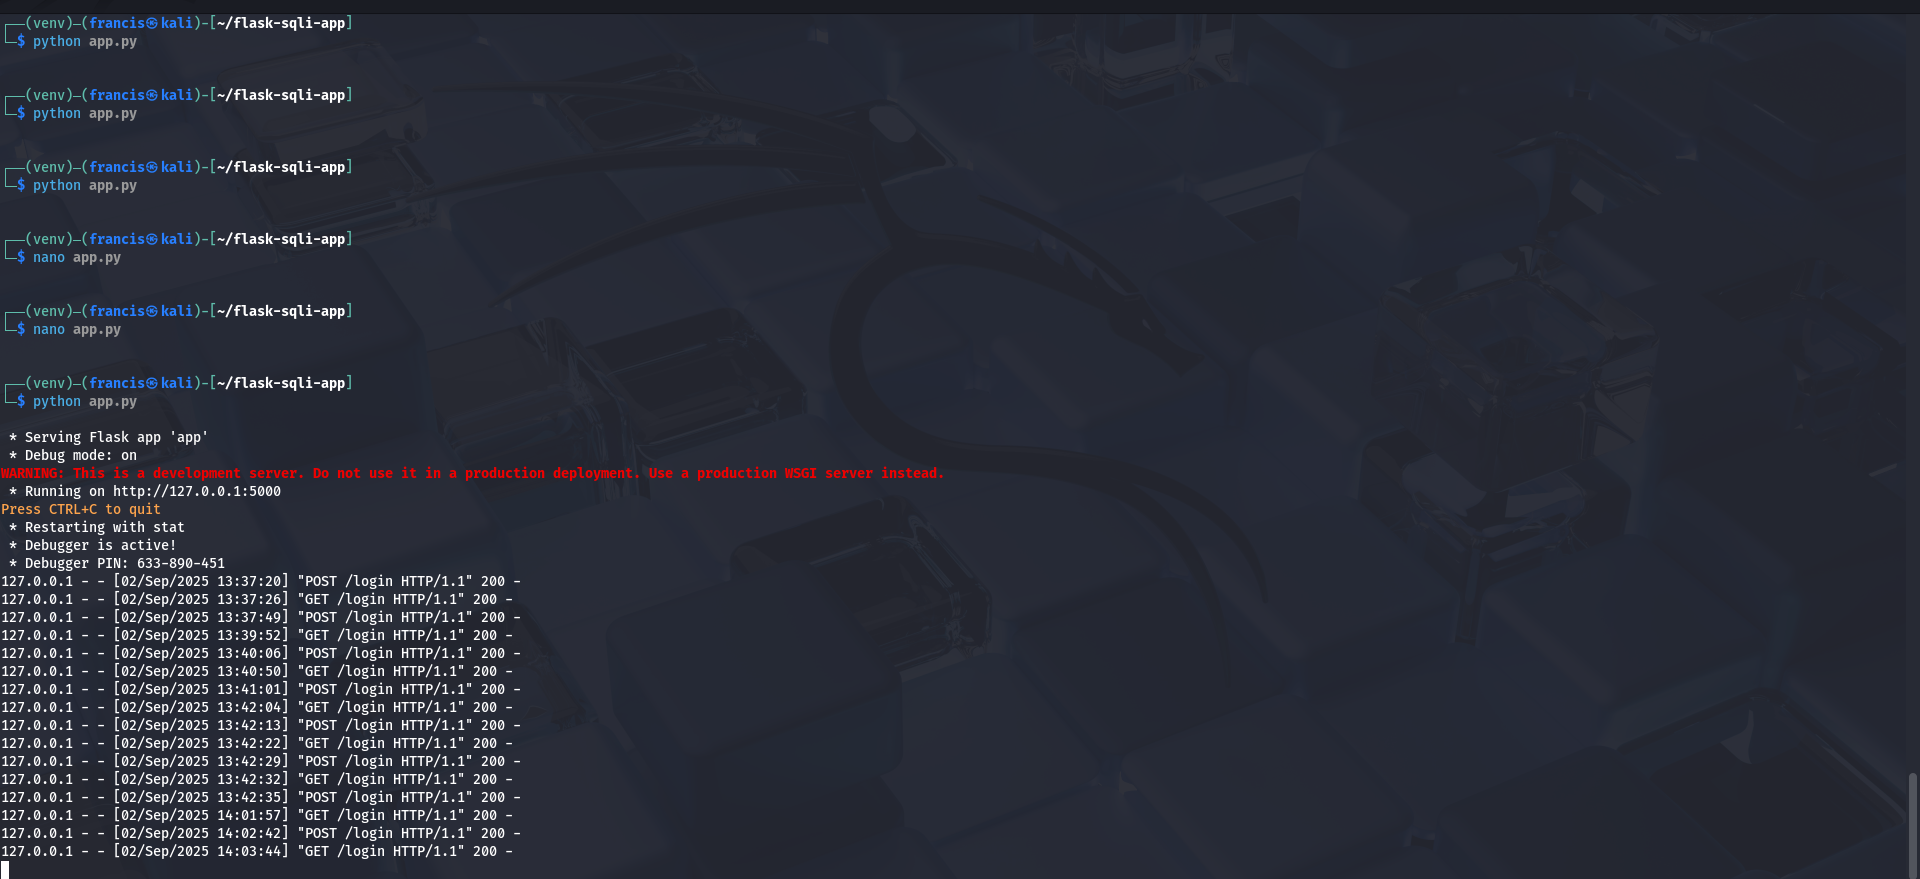 ┌──(venv)─(francis㉿kali)-[~/flask-sqli-app]
└─$ python app.py
┌──(venv)─(francis㉿kali)-[~/flask-sqli-app]
└─$ python app.py
┌──(venv)─(francis㉿kali)-[~/flask-sqli-app]
└─$ python app.py
┌──(venv)─(francis㉿kali)-[~/flask-sqli-app]
└─$ nano app.py
┌──(venv)─(francis㉿kali)-[~/flask-sqli-app]
└─$ nano app.py
┌──(venv)─(francis㉿kali)-[~/flask-sqli-app]
└─$ python app.py
 * Serving Flask app 'app'
 * Debug mode: on
WARNING: This is a development server. Do not use it in a production deployment. Use a production WSGI server instead.
 * Running on http://127.0.0.1:5000
Press CTRL+C to quit
 * Restarting with stat
 * Debugger is active!
 * Debugger PIN: 633-890-451
127.0.0.1 - - [02/Sep/2025 13:37:20] "POST /login HTTP/1.1" 200 -
127.0.0.1 - - [02/Sep/2025 13:37:26] "GET /login HTTP/1.1" 200 -
127.0.0.1 - - [02/Sep/2025 13:37:49] "POST /login HTTP/1.1" 200 -
127.0.0.1 - - [02/Sep/2025 13:39:52] "GET /login HTTP/1.1" 200 -
127.0.0.1 - - [02/Sep/2025 13:40:06] "POST /login HTTP/1.1" 200 -
127.0.0.1 - - [02/Sep/2025 13:40:50] "GET /login HTTP/1.1" 200 -
127.0.0.1 - - [02/Sep/2025 13:41:01] "POST /login HTTP/1.1" 200 -
127.0.0.1 - - [02/Sep/2025 13:42:04] "GET /login HTTP/1.1" 200 -
127.0.0.1 - - [02/Sep/2025 13:42:13] "POST /login HTTP/1.1" 200 -
127.0.0.1 - - [02/Sep/2025 13:42:22] "GET /login HTTP/1.1" 200 -
127.0.0.1 - - [02/Sep/2025 13:42:29] "POST /login HTTP/1.1" 200 -
127.0.0.1 - - [02/Sep/2025 13:42:32] "GET /login HTTP/1.1" 200 -
127.0.0.1 - - [02/Sep/2025 13:42:35] "POST /login HTTP/1.1" 200 -
127.0.0.1 - - [02/Sep/2025 14:01:57] "GET /login HTTP/1.1" 200 -
127.0.0.1 - - [02/Sep/2025 14:02:42] "POST /login HTTP/1.1" 200 -
127.0.0.1 - - [02/Sep/2025 14:03:44] "GET /login HTTP/1.1" 200 -